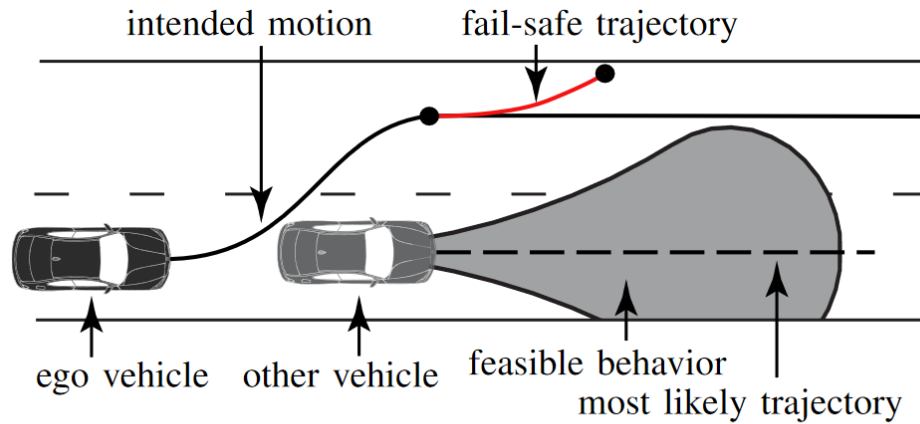 intended motion
fail-safe trajectory
ego vehicle
other vehicle
feasible behavior
most likely trajectory